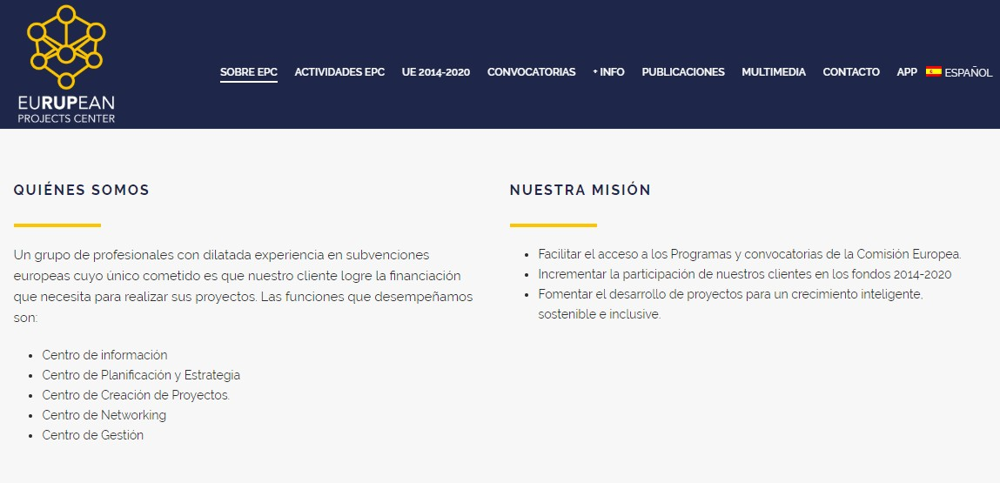 EURUPEAN
PROJECTS CENTER
SOBRE EPC ACTIVIDADES EPC UE 2014-2020 CONVOCATORIAS + INFO PUBLICACIONES MULTIMEDIA CONTACTO APP ESPAÑOL
QUIÉNES SOMOS
Un grupo de profesionales con dilatada experiencia en subvenciones
europeas cuyo único cometido es que nuestro cliente logre la financiación
que necesita para realizar sus proyectos. Las funciones que desempeñamos
son:
• Centro de información
• Centro de Planificación y Estrategia
• Centro de Creación de Proyectos.
• Centro de Networking
• Centro de Gestión
NUESTRA MISIÓN
• Facilitar el acceso a los Programas y convocatorias de la Comisión Europea.
• Incrementar la participación de nuestros clientes en los fondos 2014-2020
• Fomentar el desarrollo de proyectos para un crecimiento inteligente,
sostenible e inclusive.